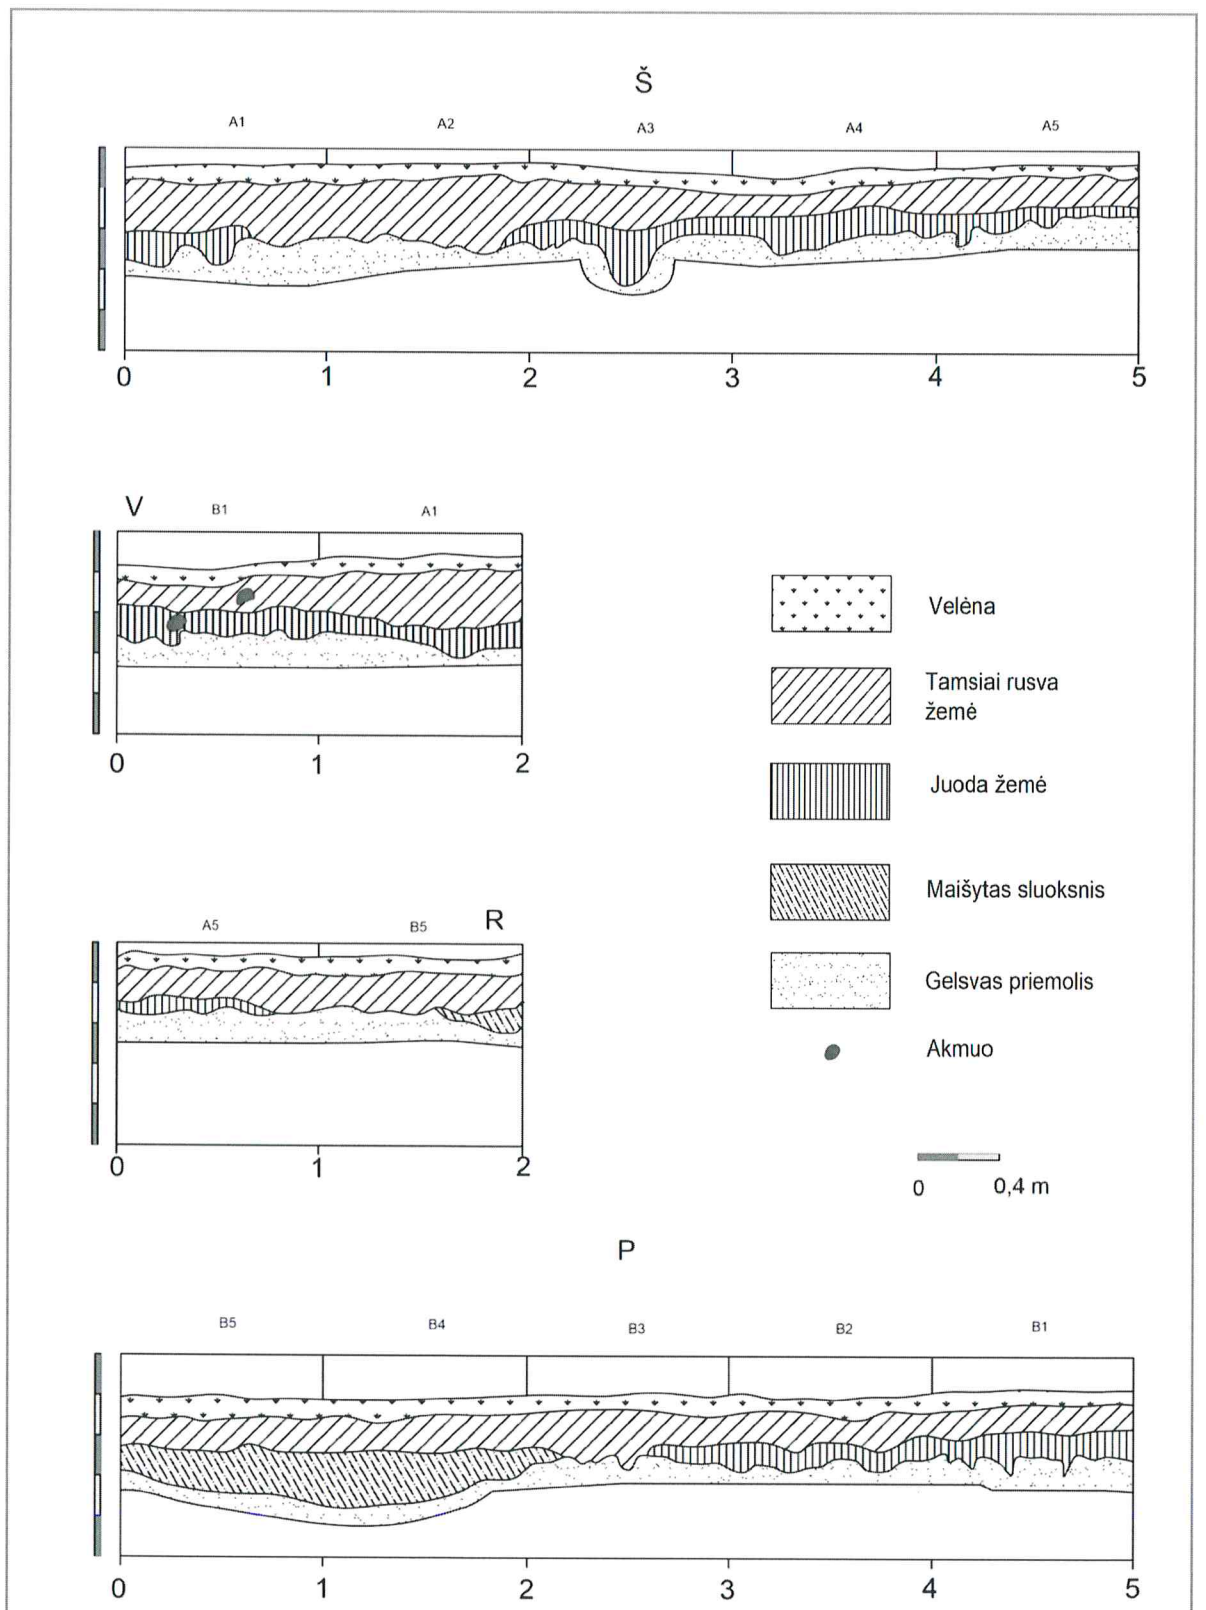 Š
A1 A2 A3 A4 A5
0 1 2 3 4 5
V
B1 A1
0 1 2
Velėna
Tamsiai rusva
žemė
Juoda žemė
Maišytas sluoksnis
Gelsvas priemolis
Akmuo
0 0,4 m
R
A5 B5
0 1 2
P
B5 B4 B3 B2 B1
0 1 2 3 4 5